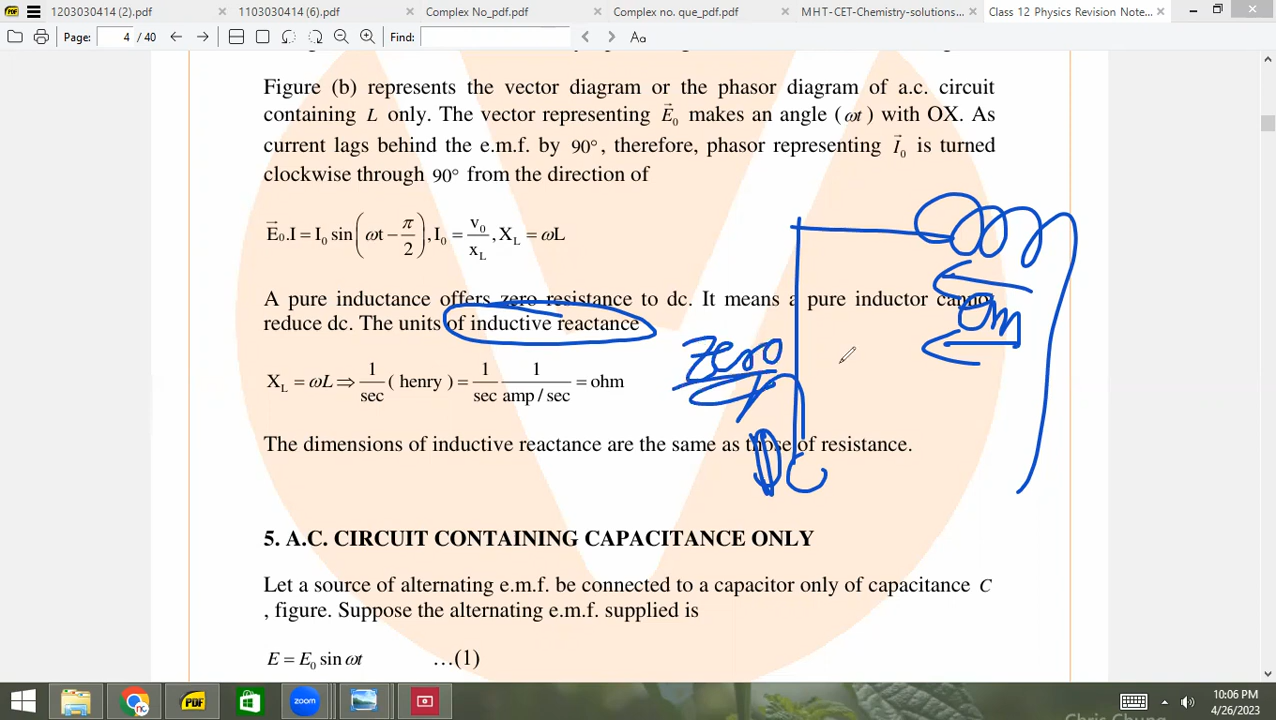 1203030414 (2).pdf × 1103030414 (6).pdf × Complex No_pdf.pdf × Complex no. que_pdf.pdf × MHT-CET-Chemistry-solutions... × Class 12 Physics Revision Note... ×
Page: 4 / 40 Find: Aa
Figure (b) represents the vector diagram or the phasor diagram of a.c. circuit
containing L only. The vector representing E⃗₀ makes an angle (ωt) with OX. As
current lags behind the e.m.f. by 90°, therefore, phasor representing I⃗₀ is turned
clockwise through 90° from the direction of
E⃗₀.I = I₀ sin(ωt − π/2), I₀ = v₀/x_L, X_L = ωL
A pure inductance offers zero resistance to dc. It means a pure inductor cannot
reduce dc. The units of inductive reactance
zero
X_L = ωL ⇒ 1/sec ( henry ) = 1/sec 1/amp / sec = ohm
The dimensions of inductive reactance are the same as those of resistance.
DC
5. A.C. CIRCUIT CONTAINING CAPACITANCE ONLY
Let a source of alternating e.m.f. be connected to a capacitor only of capacitance C
, figure. Suppose the alternating e.m.f. supplied is
E = E₀ sin ωt …(1)
PDF zoom 10:06 PM
4/26/2023